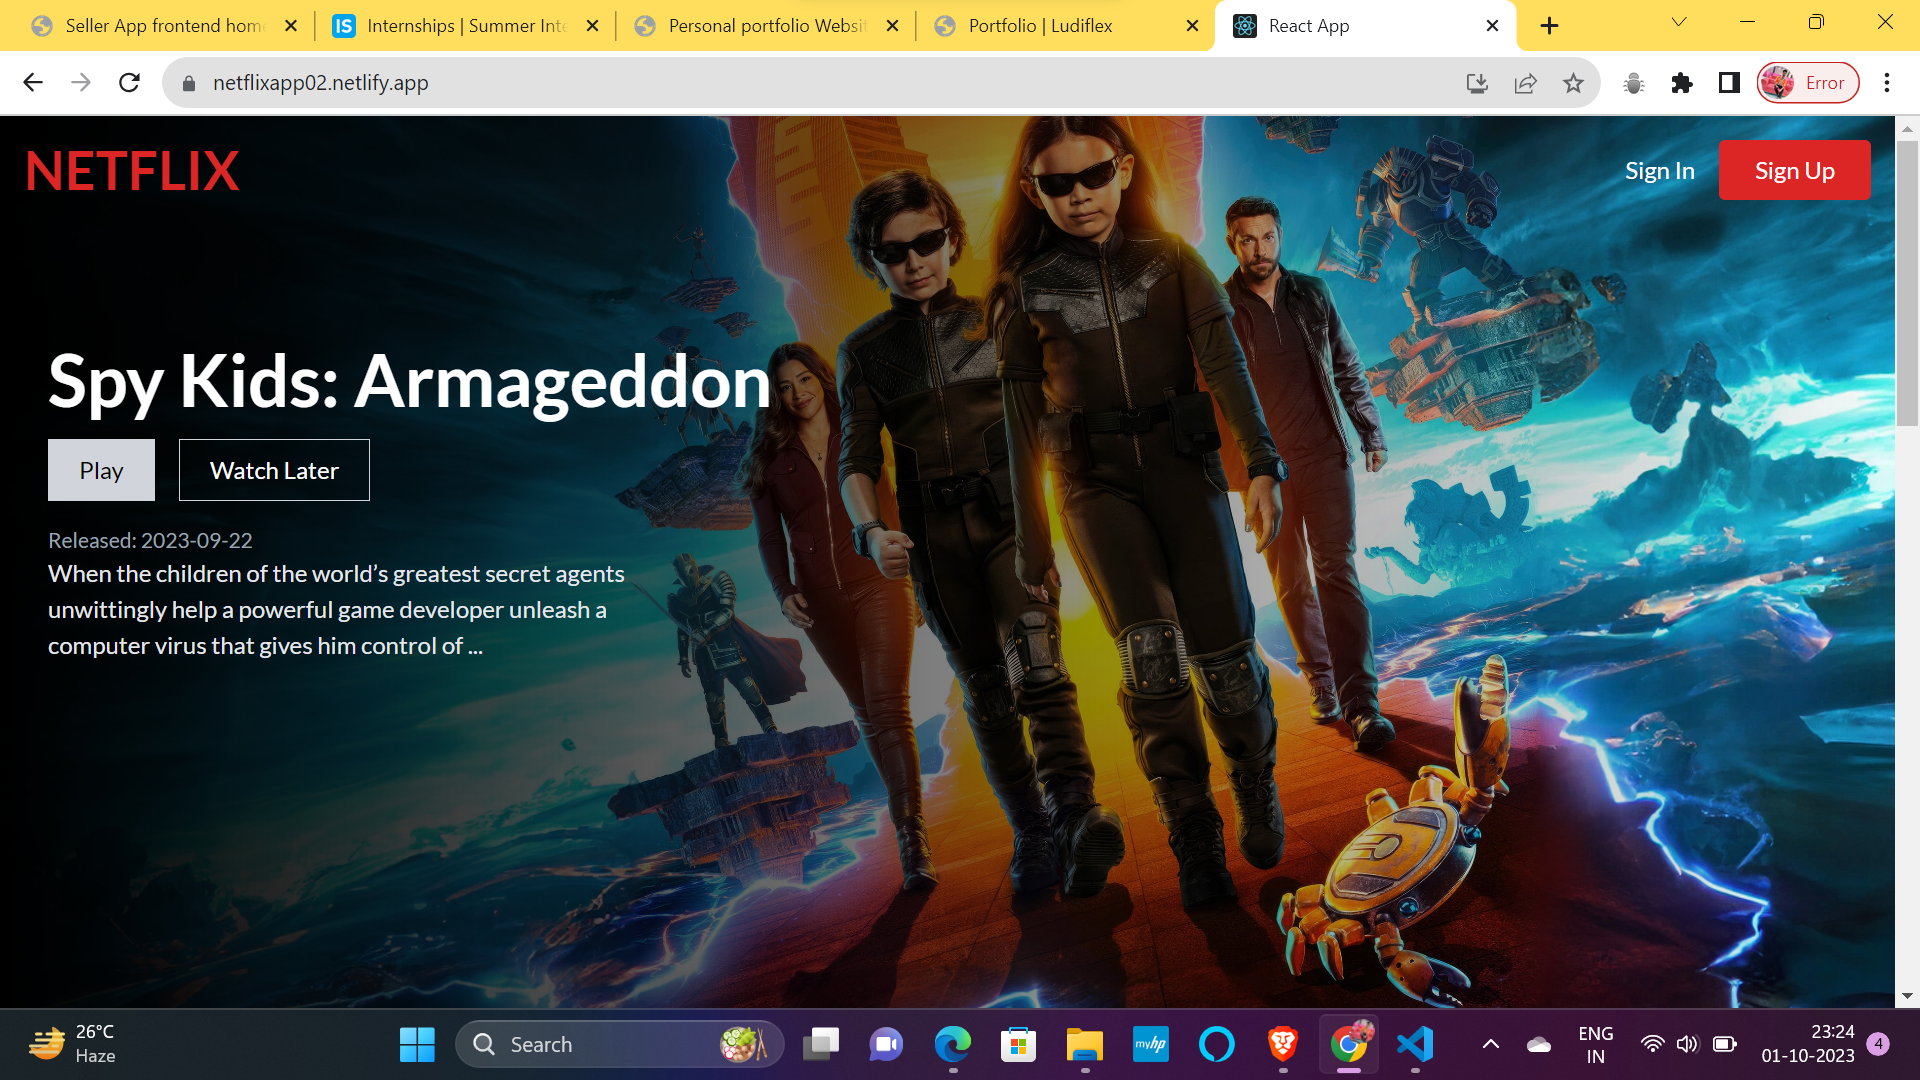 Seller App frontend hom
IS Internships | Summer Inte
Personal portfolio Websit
Portfolio | Ludiflex
React App
netflixapp02.netlify.app
Error
NETFLIX
Sign In
Sign Up
Spy Kids: Armageddon
Play
Watch Later
Released: 2023-09-22
When the children of the world’s greatest secret agents
unwittingly help a powerful game developer unleash a
computer virus that gives him control of ...
26°C
Haze
Search
myhp
ENG
IN
23:24
01-10-2023
4